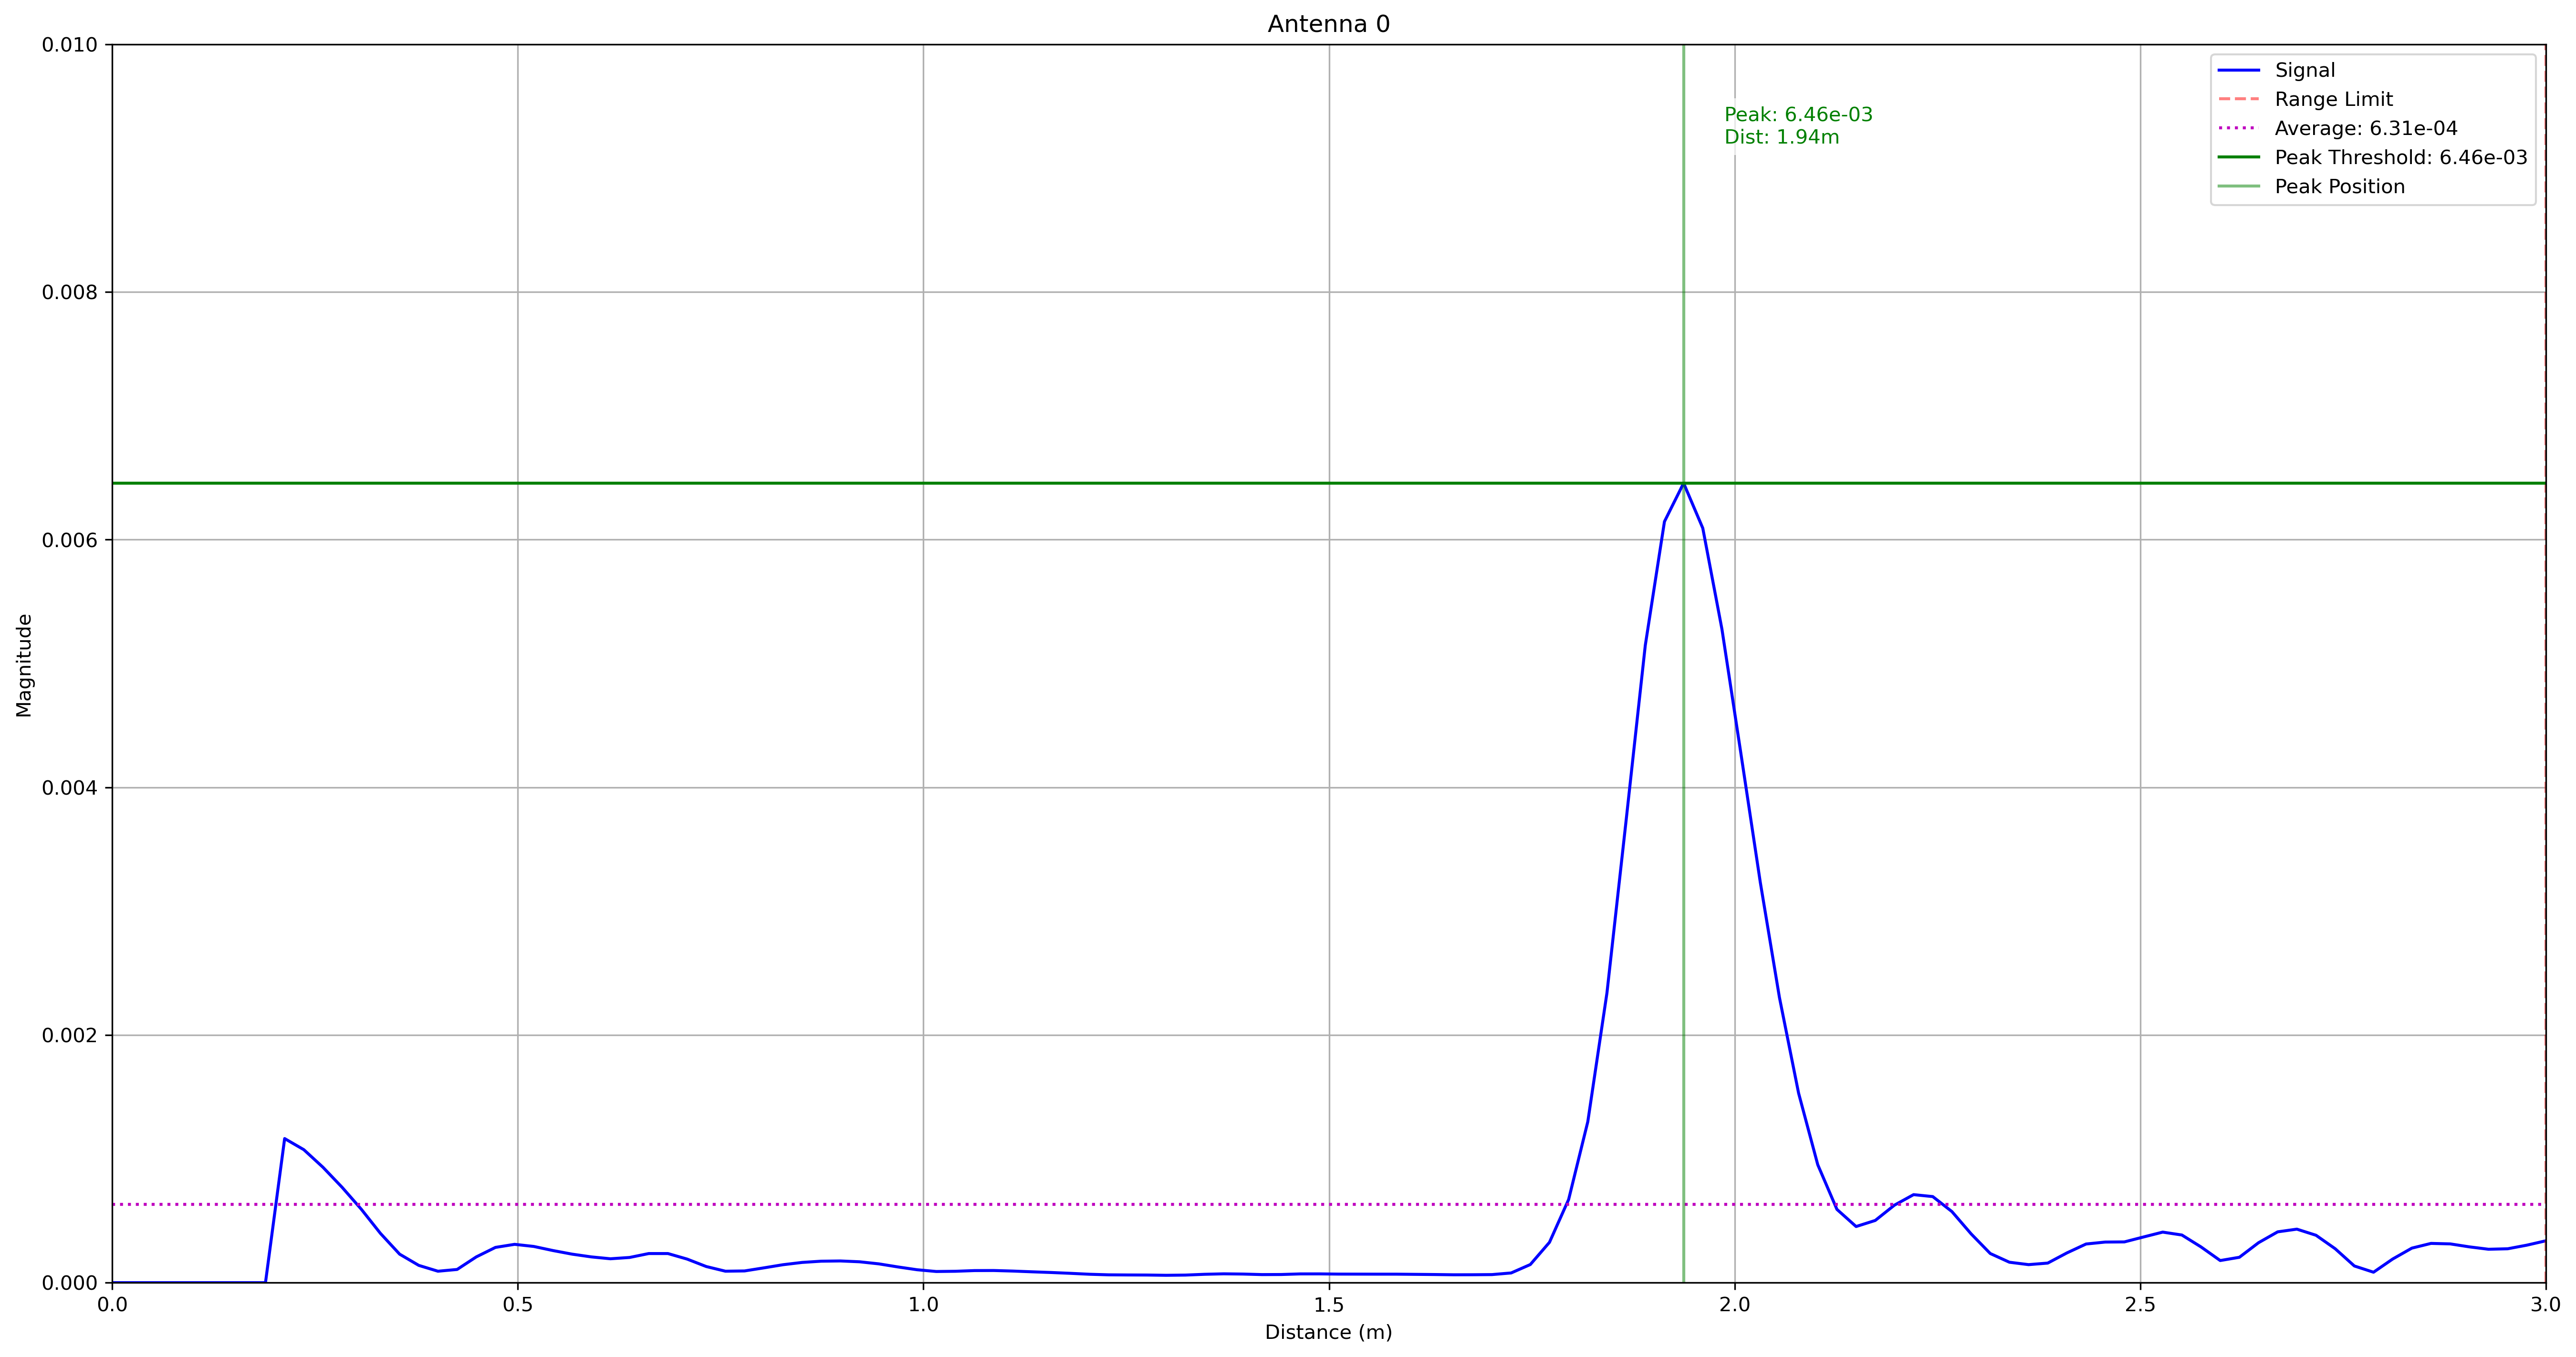 Antenna 0
0.010
0.008
0.006
0.004
0.002
0.000
Magnitude
Peak: 6.46e-03
Dist: 1.94m
Signal
Range Limit
Average: 6.31e-04
Peak Threshold: 6.46e-03
Peak Position
0.0 0.5 1.0 1.5 2.0 2.5 3.0
Distance (m)